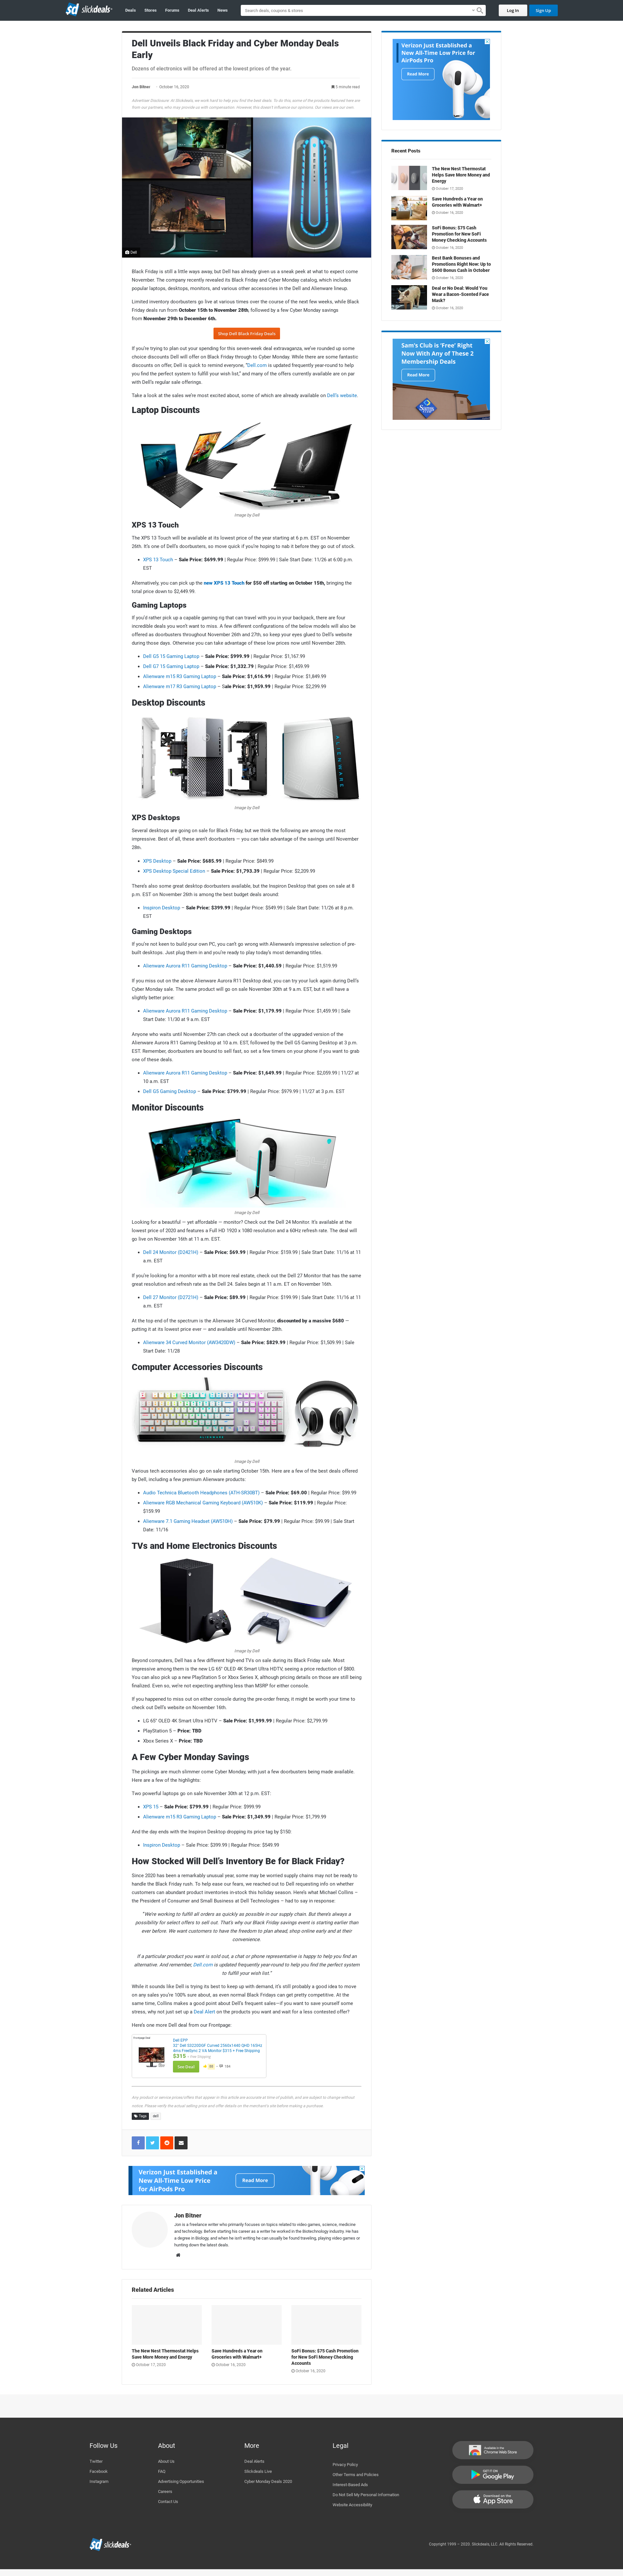 slickdeals
Deals Stores Forums Deal Alerts News
Search deals, coupons & stores
Log In Sign Up
Dell Unveils Black Friday and Cyber Monday Deals
Early
Dozens of electronics will be offered at the lowest prices of the year.
Jon Bitner October 16, 2020 5 minute read
Dell
Black Friday is still a little ways away, but Dell has already given us a sneak peek at what to expect come
November. The company recently revealed its Black Friday and Cyber Monday catalog, which includes
major price slashes on laptops, desktops, monitors, and various other accessories in its substantial lineup.
Limited inventory doorbusters go live at various times over the course of the next few weeks, while Black
Friday deals run from October 15th to November 28th, followed by a few Cyber Monday savings
from November 29th to December 6th.
Shop Dell Black Friday Deals
If you're trying to plan out your spending for this seven-week deal extravaganza, we've rounded up some
of the steepest discounts Dell will offer on Black Friday through to Cyber Monday. While these are some fantastic
discounts on offer, Dell is quick to remind everyone, "Dell.com is updated frequently year-round to help
you find the perfect system to fulfill your wish list," and many of the offers currently available are on par
with Dell's regular sale offerings.
Take a look at the sales we're most excited about, some of which are already available on Dell's website.
Laptop Discounts
Image by Dell
XPS 13 Touch
The XPS 13 Touch will be available at its lowest price of the year starting at 6 p.m. EST on November
26th. It's one of Dell's doorbusters, so move quick if you're hoping to nab it before they go out of stock.
XPS 13 Touch – Sale Price: $699.99 | Regular Price: $999.99 | Sale Start Date: 11/26 at 6:00 p.m.
EST
Alternatively, you can pick up the new XPS 13 Touch for $50 off starting on October 15th, bringing the
total price down to $2,449.99.
Gaming Laptops
If you'd rather pick up a capable gaming rig that can travel with you in your backpack, there are four
incredible deals you won't want to miss. A few different configurations of the below models will also be
offered as doorbusters throughout November 26th and 27th, so keep your eyes glued to Dell's website
during those days. Otherwise you can take advantage of these low prices now until November 28th.
Dell G5 15 Gaming Laptop – Sale Price: $999.99 | Regular Price: $1,167.99
Dell G7 15 Gaming Laptop – Sale Price: $1,332.79 | Regular Price: $1,459.99
Alienware m15 R3 Gaming Laptop – Sale Price: $1,616.99 | Regular Price: $1,849.99
Alienware m17 R3 Gaming Laptop – Sale Price: $1,959.99 | Regular Price: $2,299.99
Desktop Discounts
Image by Dell
XPS Desktops
Several desktops are going on sale for Black Friday, but we think the following are among the most
impressive. Best of all, these aren't doorbusters — you can take advantage of the savings until November
28th.
XPS Desktop – Sale Price: $685.99 | Regular Price: $849.99
XPS Desktop Special Edition – Sale Price: $1,793.39 | Regular Price: $2,209.99
There's also some great desktop doorbusters available, but the Inspiron Desktop that goes on sale at 8
p.m. EST on November 26th is among the best budget deals around:
Inspiron Desktop – Sale Price: $399.99 | Regular Price: $549.99 | Sale Start Date: 11/26 at 8 p.m.
EST
Gaming Desktops
If you're not keen to build your own PC, you can't go wrong with Alienware's impressive selection of pre-
built desktops. Just plug them in and you're ready to play today's most demanding titles.
Alienware Aurora R11 Gaming Desktop – Sale Price: $1,440.59 | Regular Price: $1,519.99
If you miss out on the above Alienware Aurora R11 Desktop deal, you can try your luck again during Dell's
Cyber Monday sale. The same product will go on sale November 30th at 9 a.m. EST, but it will have a
slightly better price:
Alienware Aurora R11 Gaming Desktop – Sale Price: $1,179.99 | Regular Price: $1,459.99 | Sale
Start Date: 11/30 at 9 a.m. EST
Anyone who waits until November 27th can check out a doorbuster of the upgraded version of the
Alienware Aurora R11 Gaming Desktop at 10 a.m. EST, followed by the Dell G5 Gaming Desktop at 3 p.m.
EST. Remember, doorbusters are bound to sell fast, so set a few timers on your phone if you want to grab
one of these deals.
Alienware Aurora R11 Gaming Desktop – Sale Price: $1,649.99 | Regular Price: $2,059.99 | 11/27 at
10 a.m. EST
Dell G5 Gaming Desktop – Sale Price: $799.99 | Regular Price: $979.99 | 11/27 at 3 p.m. EST
Monitor Discounts
Image by Dell
Looking for a beautiful — yet affordable — monitor? Check out the Dell 24 Monitor. It's available at the
lowest price of 2020 and features a Full HD 1920 x 1080 resolution and a 60Hz refresh rate. The deal will
go live on November 16th at 11 a.m. EST.
Dell 24 Monitor (D2421H) – Sale Price: $69.99 | Regular Price: $159.99 | Sale Start Date: 11/16 at 11
a.m. EST
If you're looking for a monitor with a bit more real estate, check out the Dell 27 Monitor that has the same
great resolution and refresh rate as the Dell 24. Sales begin at 11 a.m. ET on November 16th.
Dell 27 Monitor (D2721H) – Sale Price: $89.99 | Regular Price: $199.99 | Sale Start Date: 11/16 at 11
a.m. EST
At the top end of the spectrum is the Alienware 34 Curved Monitor, discounted by a massive $680 —
putting it at its lowest price ever — and available until November 28th.
Alienware 34 Curved Monitor (AW3420DW) – Sale Price: $829.99 | Regular Price: $1,509.99 | Sale
Start Date: 11/28
Computer Accessories Discounts
Image by Dell
Various tech accessories also go on sale starting October 15th. Here are a few of the best deals offered
by Dell, including a few premium Alienware products:
Audio Technica Bluetooth Headphones (ATH-SR30BT) – Sale Price: $69.00 | Regular Price: $99.99
Alienware RGB Mechanical Gaming Keyboard (AW510K) – Sale Price: $119.99 | Regular Price:
$159.99
Alienware 7.1 Gaming Headset (AW510H) – Sale Price: $79.99 | Regular Price: $99.99 | Sale Start
Date: 11/16
TVs and Home Electronics Discounts
Image by Dell
Beyond computers, Dell has a few different high-end TVs on sale during its Black Friday sale. Most
impressive among them is the new LG 65" OLED 4K Smart Ultra HDTV, seeing a price reduction of $800.
You can also pick up a new PlayStation 5 or Xbox Series X, although pricing details on those are still being
finalized. Even so, we're not expecting anything less than MSRP for either console.
If you happened to miss out on either console during the pre-order frenzy, it might be worth your time to
check out Dell's website on November 16th.
LG 65" OLED 4K Smart Ultra HDTV – Sale Price: $1,999.99 | Regular Price: $2,799.99
PlayStation 5 – Price: TBD
Xbox Series X – Price: TBD
A Few Cyber Monday Savings
The pickings are much slimmer come Cyber Monday, with just a few doorbusters being made available.
Here are a few of the highlights:
Two powerful laptops go on sale November 30th at 12 p.m. EST:
XPS 15 – Sale Price: $799.99 | Regular Price: $999.99
Alienware m15 R3 Gaming Laptop – Sale Price: $1,349.99 | Regular Price: $1,799.99
And the day ends with the Inspiron Desktop dropping its price tag by $150:
Inspiron Desktop – Sale Price: $399.99 | Regular Price: $549.99
How Stocked Will Dell's Inventory Be for Black Friday?
Since 2020 has been a remarkably unusual year, some may be worried supply chains may not be ready to
handle the Black Friday rush. To help ease our fears, we reached out to Dell requesting info on whether
customers can abundant product inventories in-stock this holiday season. Here's what Michael Collins –
the President of Consumer and Small Business at Dell Technologies – had to say in response:
"We're working to fulfill all orders as quickly as possible in our supply chain. But there's always a
possibility for select offers to sell out. That's why our Black Friday sneak event is starting earlier than
ever before. We want customers to have the freedom to plan ahead, shop online early and at their
convenience.
If a particular product you want is sold out, a chat or phone representative is happy to help you find an
alternative. And remember, Dell.com is updated frequently year-round to help you find the perfect system
to fulfill your wish list."
While it sounds like Dell is trying its best to keep up with demand, it's still probably a good idea to move
quickly on anything you're 100% sure about, as even normal Black Fridays can get pretty competitive. At the
same time, Collins makes a good point about Dell's frequent sales—if you want to save yourself some
stress, why not just set up a Deal Alert on the products you want and wait for one of those lower prices?
Here's one more Dell deal from our Frontpage:
Dell EPP
32" Dell S3220DGF Curved 2560x1440 QHD 165Hz
4ms FreeSync 2 VA Monitor $315 + Free Shipping
$315 + Free Shipping
See Deal
Any product or service prices/offers that appear in this article are accurate at time of publish, and are subject to change without
notice. Please verify the actual selling price and offer details on the merchant's site before making a purchase.
Tags dell
Verizon Just Established a
New All-Time Low Price
for AirPods Pro
Read More
Jon Bitner
Jon is a freelance writer who primarily focuses on topics related to video games, science, medicine
and technology. Before starting his career as a writer he worked in the Biotechnology industry. He has
a degree in Biology, and when he isn't writing he can usually be found traveling, playing video games or
hunting down the latest deals.
Related Articles
The New Nest Thermostat Helps
Save More Money and Energy
October 17, 2020
Save Hundreds a Year on
Groceries with Walmart+
October 16, 2020
SoFi Bonus: $75 Cash Promotion
for New SoFi Money Checking
Accounts
October 16, 2020
Verizon Just Established a
New All-Time Low Price for
AirPods Pro
Read More
Recent Posts
The New Nest Thermostat
Helps Save More Money and
Energy
October 17, 2020
Save Hundreds a Year on
Groceries with Walmart+
October 16, 2020
SoFi Bonus: $75 Cash
Promotion for New SoFi
Money Checking Accounts
October 16, 2020
Best Bank Bonuses and
Promotions Right Now: Up to
$600 Bonus Cash in October
October 16, 2020
Deal or No Deal: Would You
Wear a Bacon-Scented Face
Mask?
October 16, 2020
Sam's Club is 'Free' Right
Now With Any of These 2
Membership Deals
Read More
Follow Us
Twitter
Facebook
Instagram
About
About Us
FAQ
Advertising Opportunities
Careers
Contact Us
More
Deal Alerts
Slickdeals Live
Cyber Monday Deals 2020
Legal
Privacy Policy
Other Terms and Policies
Interest-Based Ads
Do Not Sell My Personal Information
Website Accessibility
Available in the
Chrome Web Store
GET IT ON
Google Play
Download on the
App Store
slickdeals
Copyright 1999 – 2020. Slickdeals, LLC. All Rights Reserved.